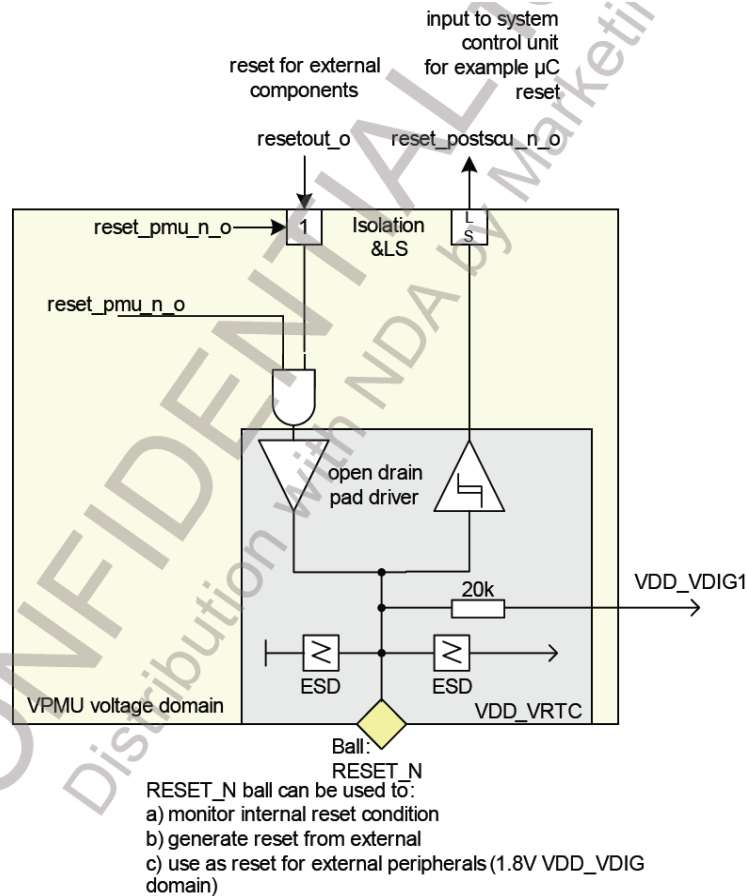 input to system
control unit
for example µC
reset
reset for external
components
resetout_o
reset_postscu_n_o
reset_pmu_n_o
1
Isolation
&LS
L
S
reset_pmu_n_o
open drain
pad driver
20k
VDD_VDIG1
ESD
ESD
VPMU voltage domain
VDD_VRTC
Ball:
RESET_N
RESET_N ball can be used to:
a) monitor internal reset condition
b) generate reset from external
c) use as reset for external peripherals (1.8V VDD_VDIG
domain)
CONFIDENTIAL
Distribution with NDA by Marketin